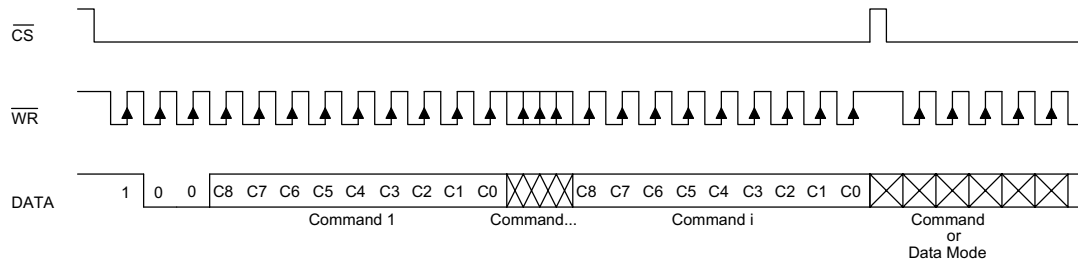 CS
WR
DATA 1 0 0 C8 C7 C6 C5 C4 C3 C2 C1 C0 C8 C7 C6 C5 C4 C3 C2 C1 C0
Command 1 Command... Command i Command
or
Data Mode